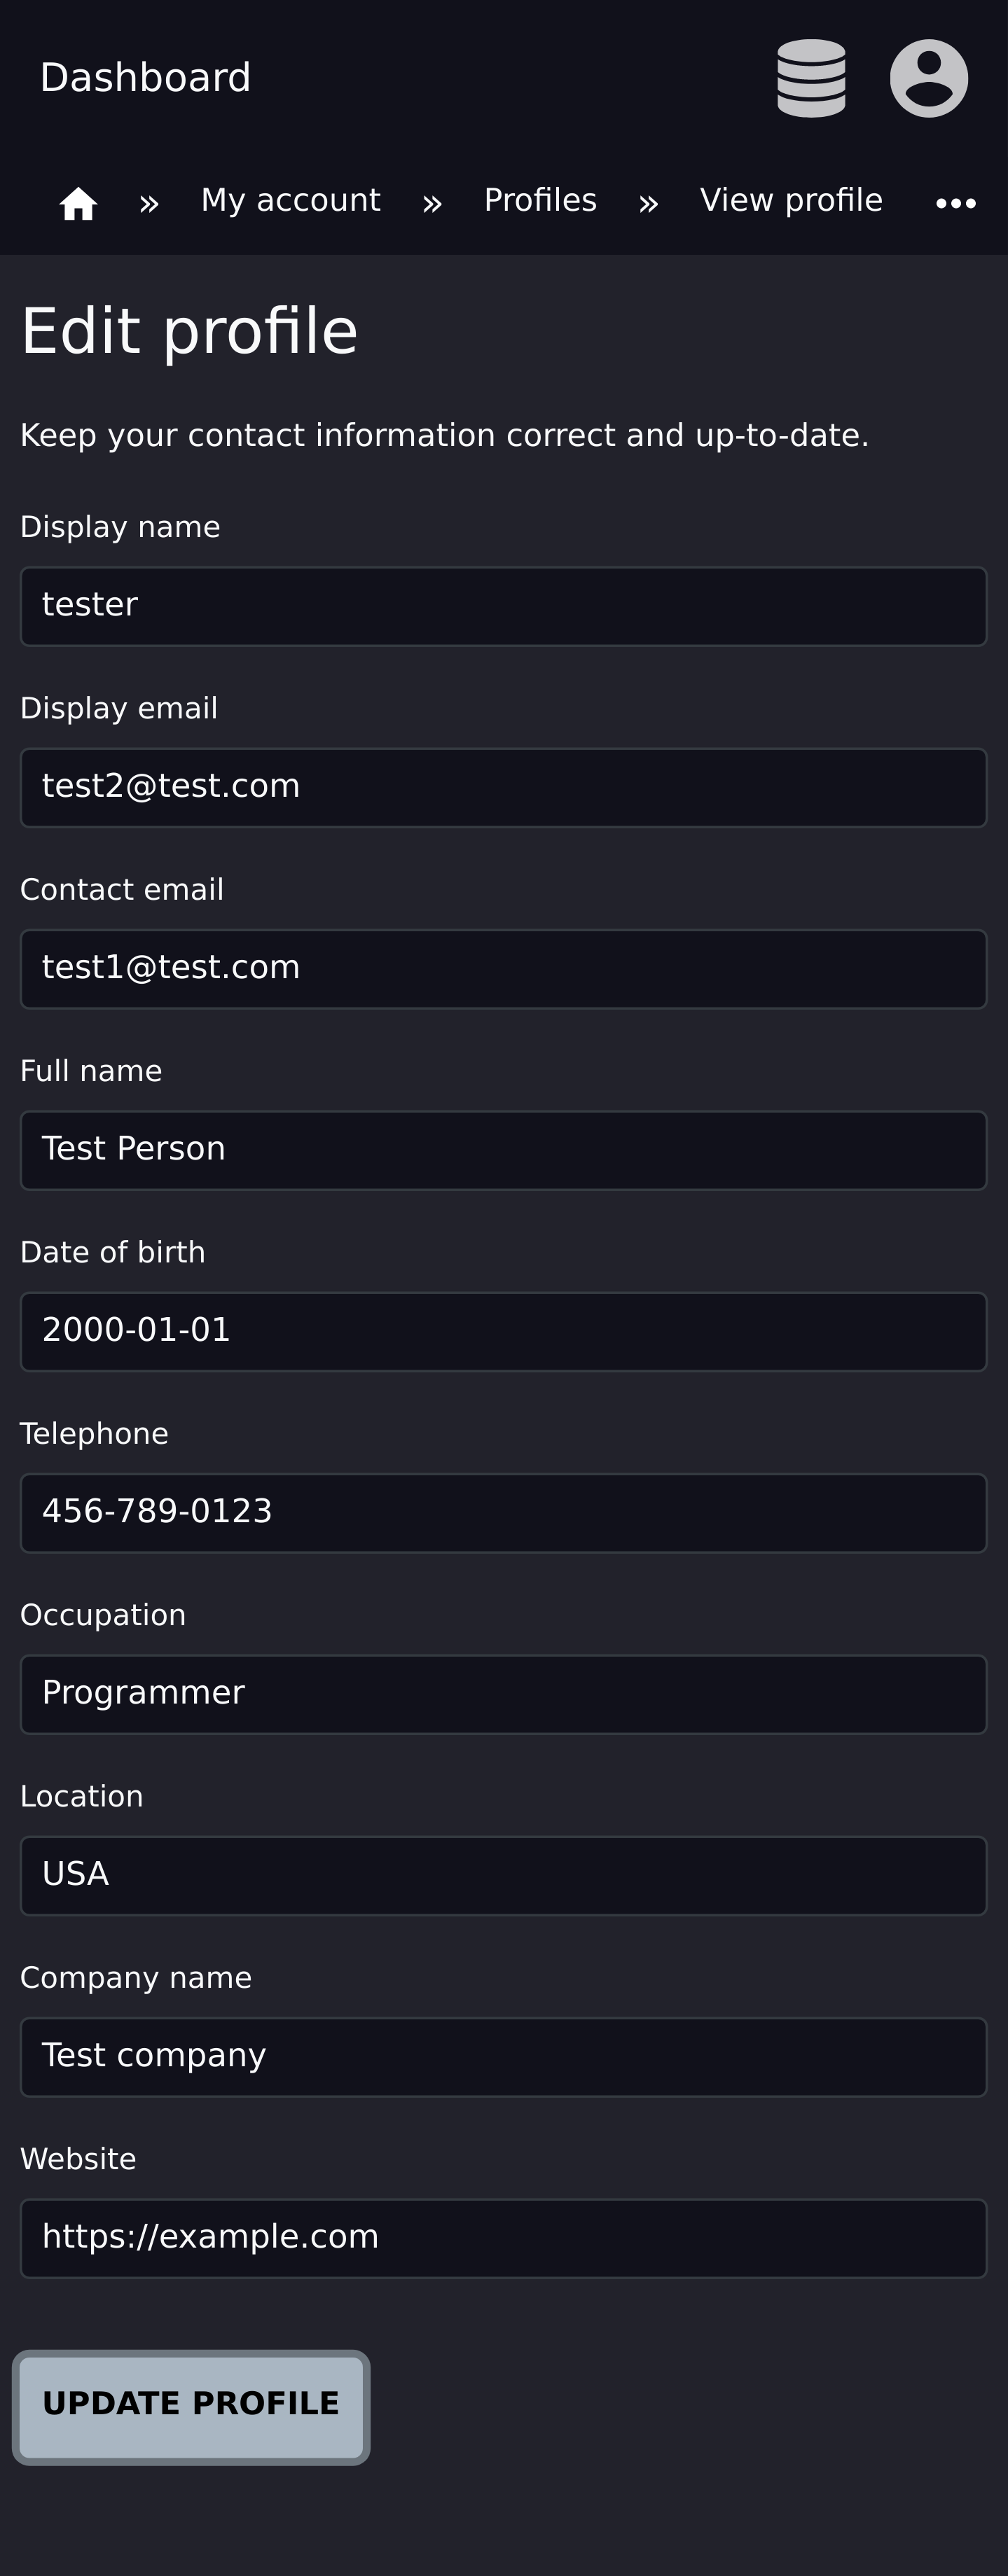 Dashboard
» My account » Profiles » View profile •••
Edit profile
Keep your contact information correct and up-to-date.
Display name
tester
Display email
test2@test.com
Contact email
test1@test.com
Full name
Test Person
Date of birth
2000-01-01
Telephone
456-789-0123
Occupation
Programmer
Location
USA
Company name
Test company
Website
https://example.com
UPDATE PROFILE